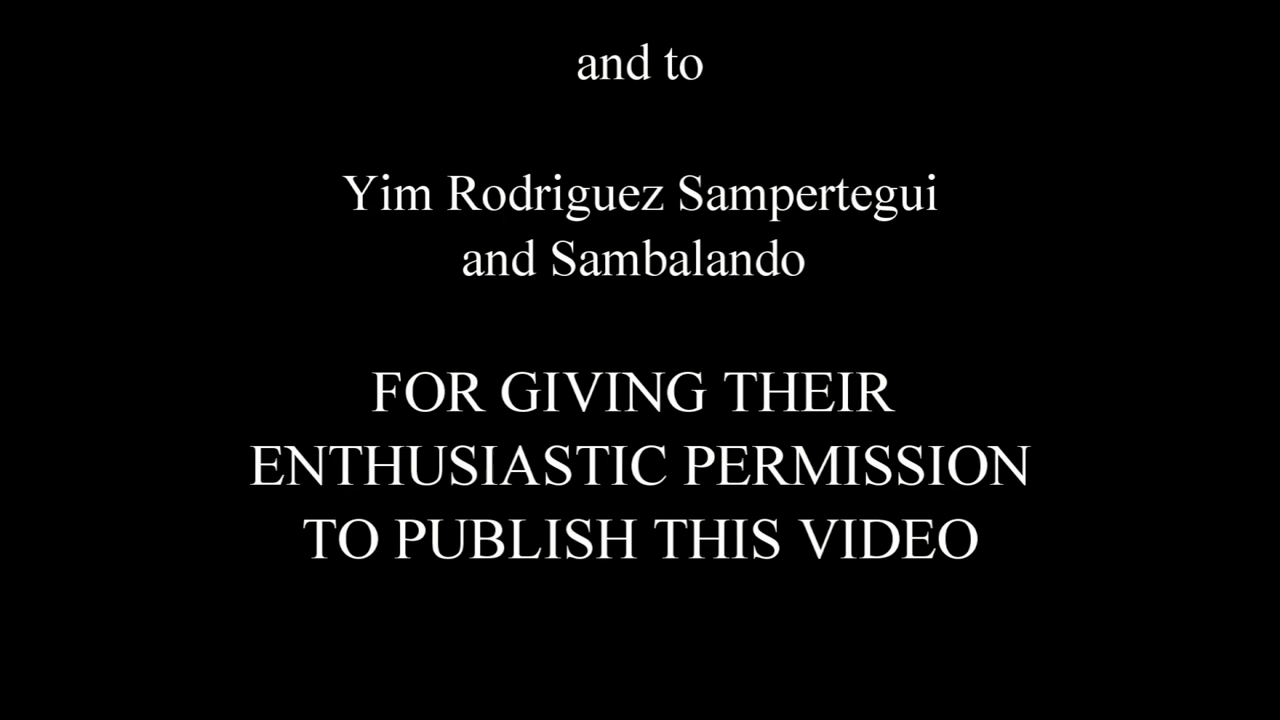 and to
Yim Rodriguez Sampertegui
and Sambalando
FOR GIVING THEIR
ENTHUSIASTIC PERMISSION
TO PUBLISH THIS VIDEO